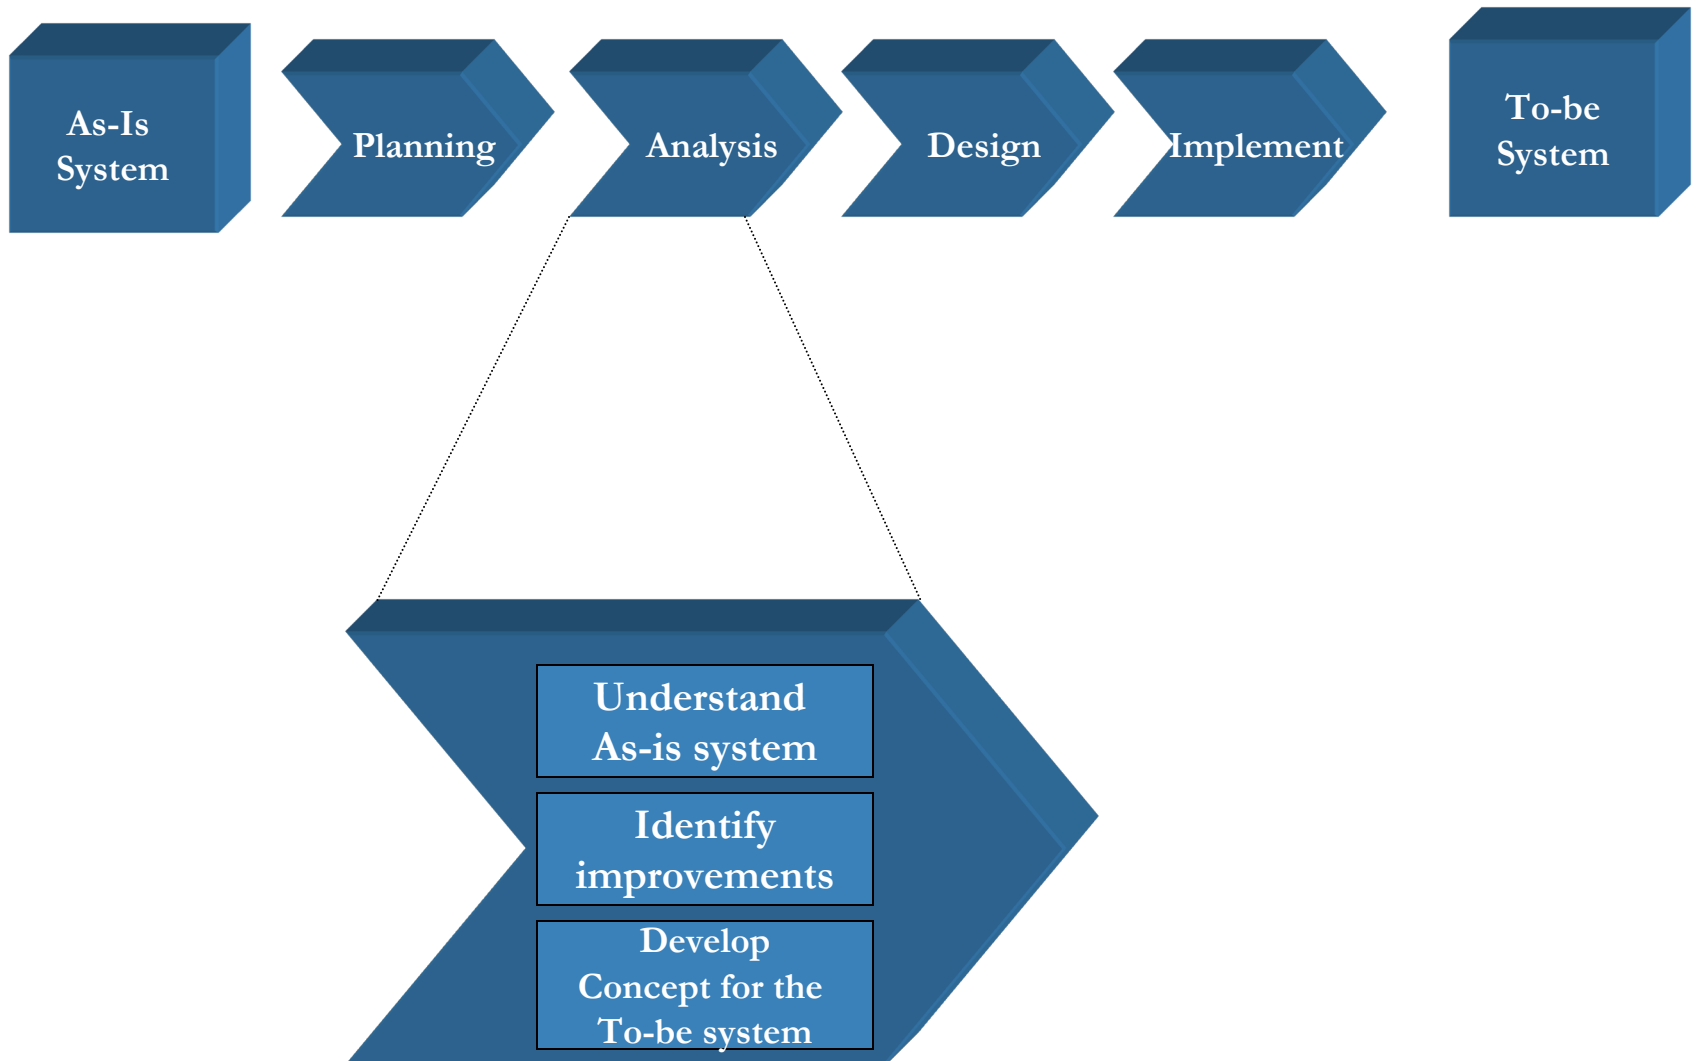 As-Is
System
Planning
Analysis
Design
Implement
To-be
System
Understand
As-is system
Identify
improvements
Develop
Concept for the
To-be system